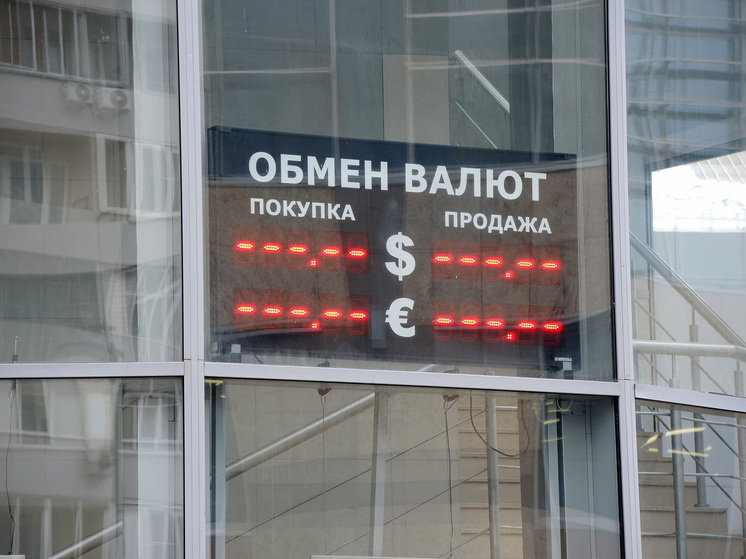 ОБМЕН ВАЛЮТ
ПОКУПКА ПРОДАЖА
---.-- $ ---.--
---.-- € ---.--